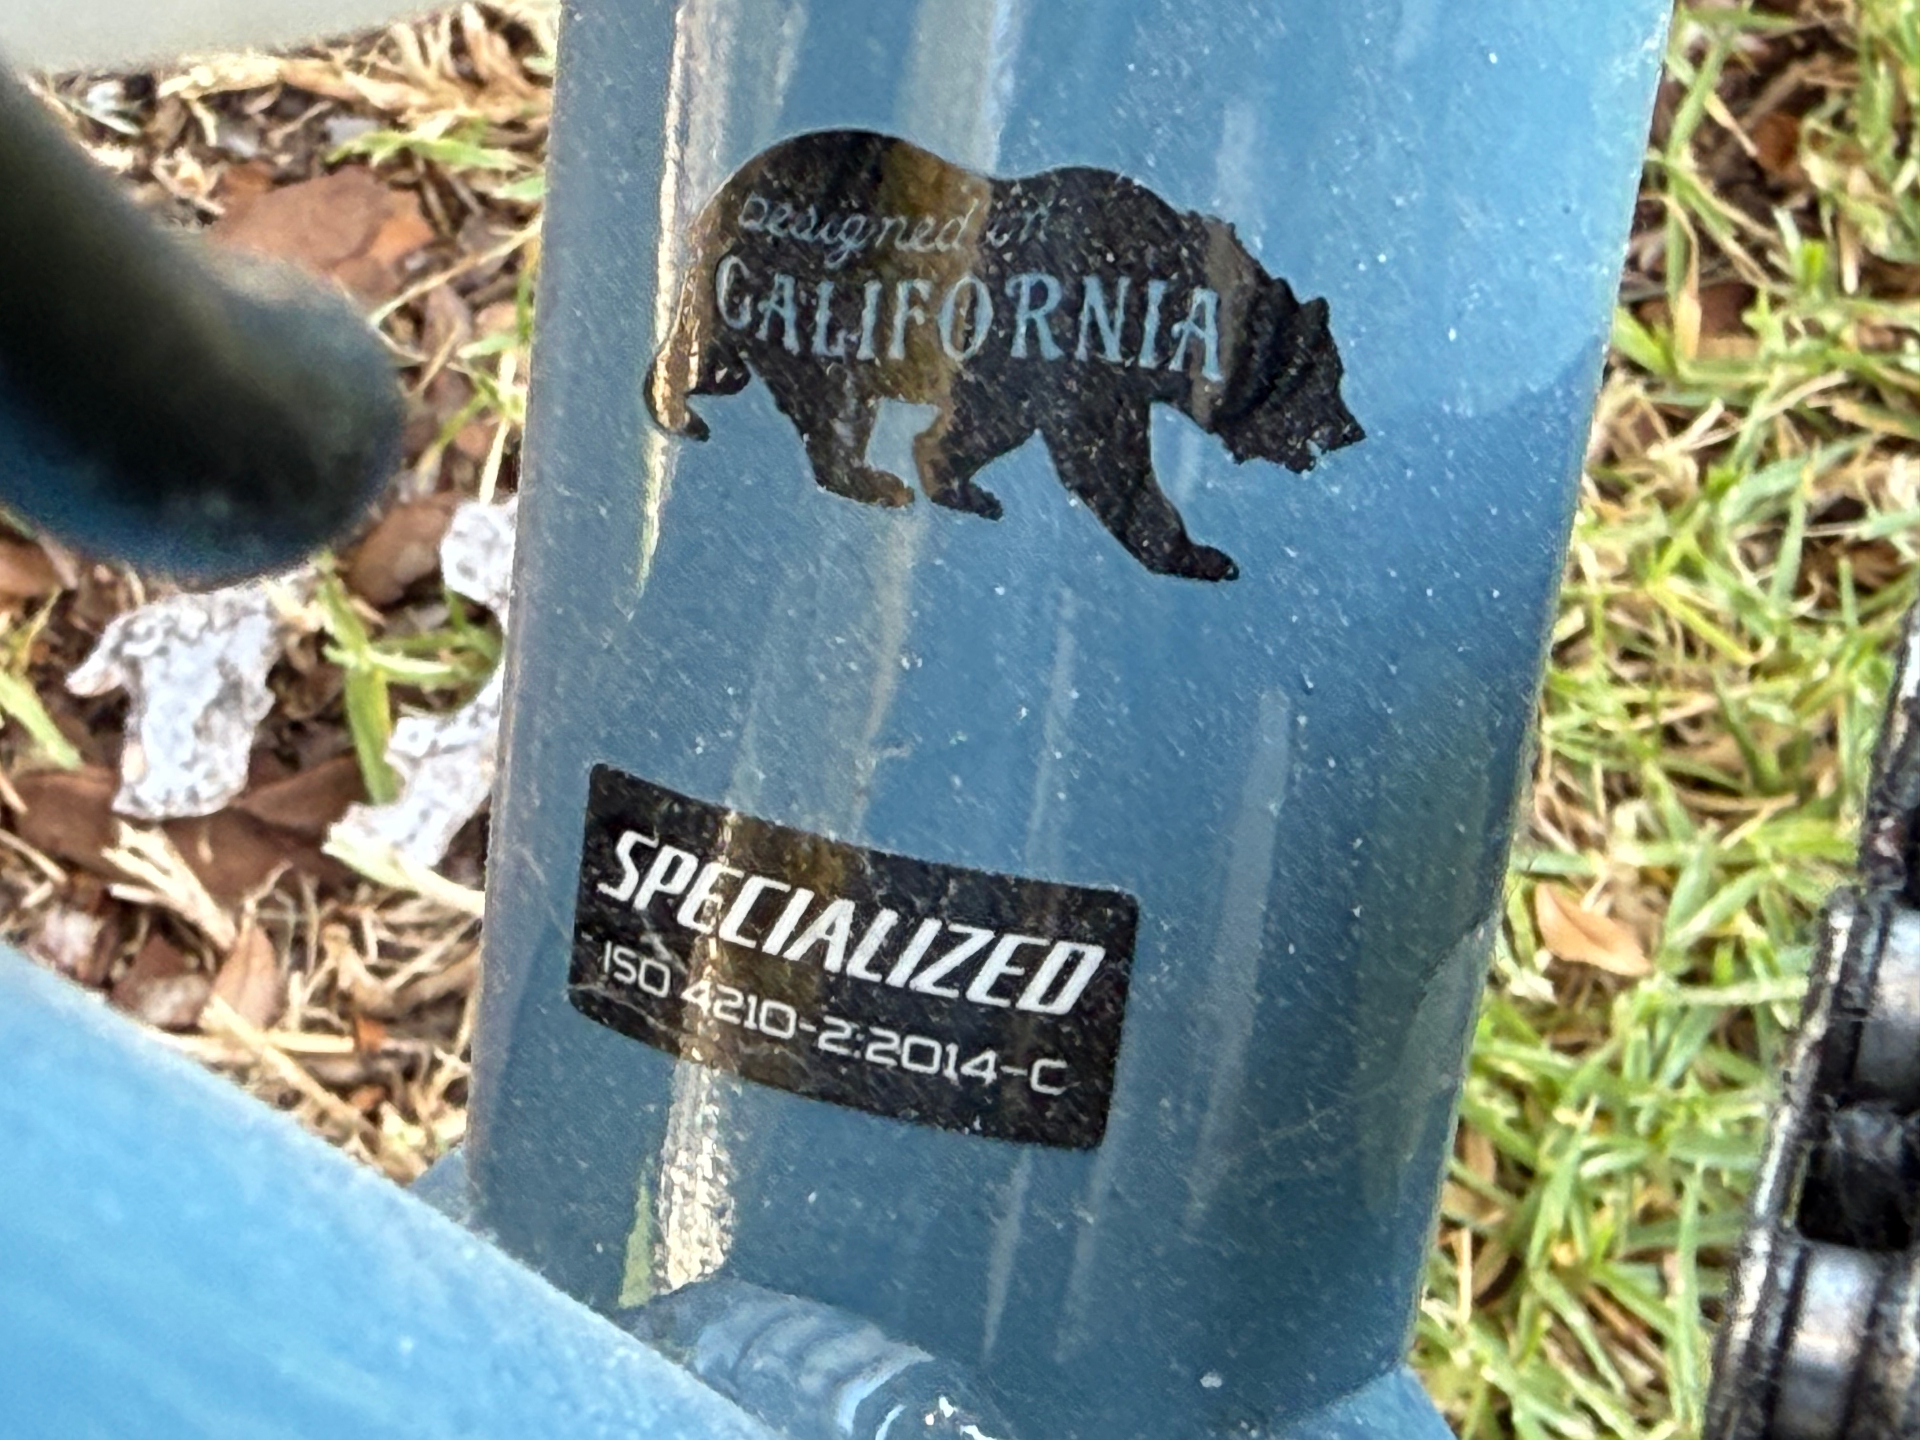 Designed in
CALIFORNIA
SPECIALIZED
ISO 4210-2:2014-C